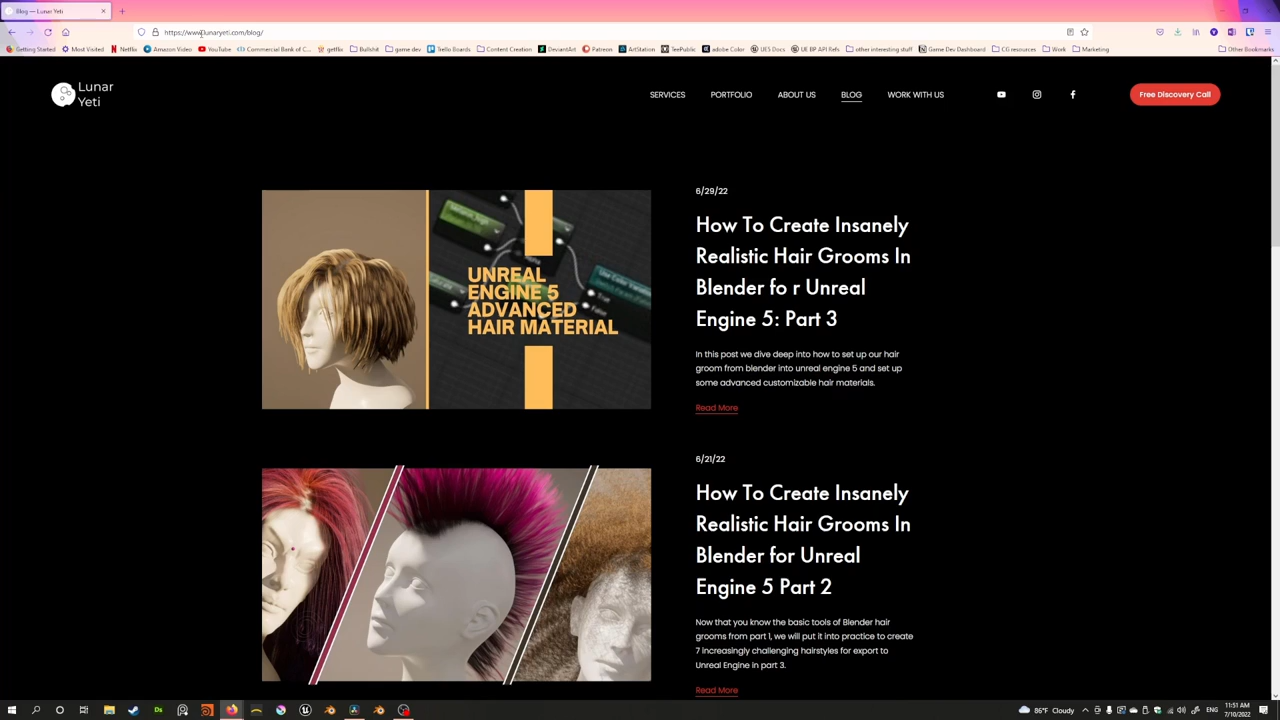 Blog — Lunar Yeti
https://www.lunaryeti.com/blog/
Getting Started
Most Visited
Netflix
Amazon Video
YouTube
Commercial Bank of C...
getflix
Bullshit
game dev
Trello Boards
Content Creation
DeviantArt
Patreon
ArtStation
TeePublic
adobe Color
UE5 Docs
UK BP API Refs
other interesting stuff
Game Dev Dashboard
CG resources
Work
Marketing
Other Bookmarks
Lunar
Yeti
SERVICES
PORTFOLIO
ABOUT US
BLOG
WORK WITH US
Free Discovery Call
UNREAL
ENGINE 5
ADVANCED
HAIR MATERIAL
True
6/29/22
How To Create Insanely
Realistic Hair Grooms In
Blender fo r Unreal
Engine 5: Part 3
In this post we dive deep into how to set up our hair
groom from blender into unreal engine 5 and set up
some advanced customizable hair materials.
Read More
6/21/22
How To Create Insanely
Realistic Hair Grooms In
Blender for Unreal
Engine 5 Part 2
Now that you know the basic tools of Blender hair
grooms from part 1, we will put it into practice to create
7 increasingly challenging hairstyles for export to
Unreal Engine in part 3.
Read More
86°F Cloudy
ENG
11:51 AM
7/10/2022